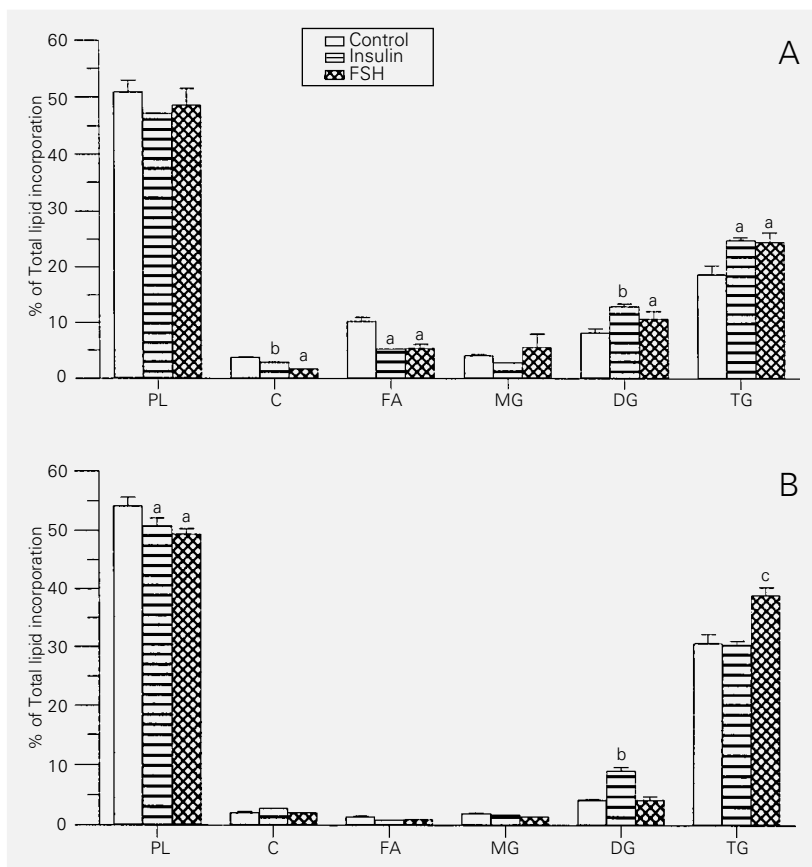 A
Control
Insulin
FSH
% of Total lipid incorporation
60
50
40
30
20
10
0
b
a
a
a
b
a
a
a
PL
C
FA
MG
DG
TG
B
% of Total lipid incorporation
60
50
40
30
20
10
0
a
a
b
c
PL
C
FA
MG
DG
TG